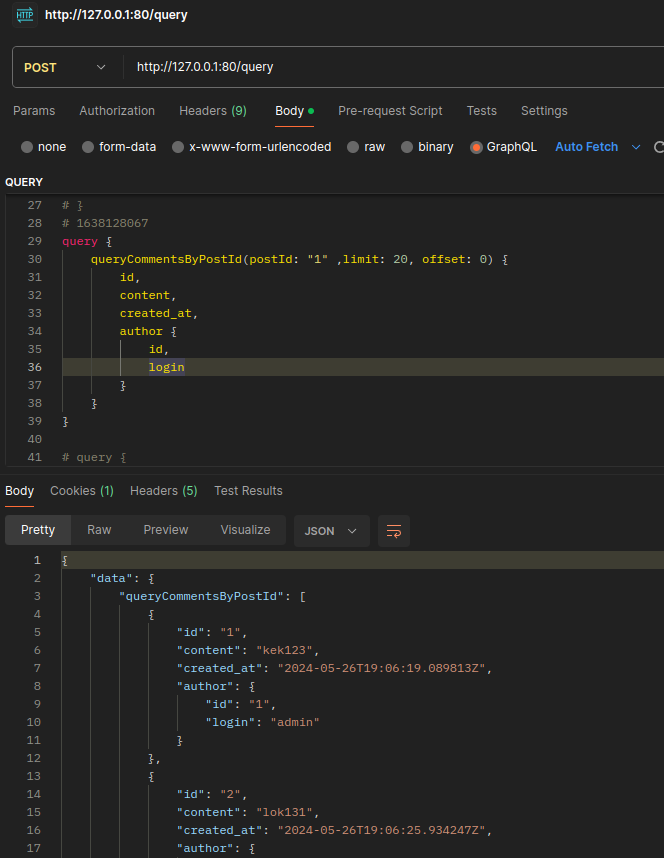 HTTP http://127.0.0.1:80/query
POST http://127.0.0.1:80/query
Params Authorization Headers (9) Body Pre-request Script Tests Settings
none form-data x-www-form-urlencoded raw binary GraphQL Auto Fetch
QUERY
27 # }
28 # 1638128067
29 query {
30 queryCommentsByPostId(postId: "1" ,limit: 20, offset: 0) {
31 id,
32 content,
33 created_at,
34 author {
35 id,
36 login
37 }
38 }
39 }
40
41 # query {
Body Cookies (1) Headers (5) Test Results
Pretty Raw Preview Visualize JSON
1 {
2 "data": {
3 "queryCommentsByPostId": [
4 {
5 "id": "1",
6 "content": "kek123",
7 "created_at": "2024-05-26T19:06:19.089813Z",
8 "author": {
9 "id": "1",
10 "login": "admin"
11 }
12 },
13 {
14 "id": "2",
15 "content": "lok131",
16 "created_at": "2024-05-26T19:06:25.934247Z",
17 "author": {